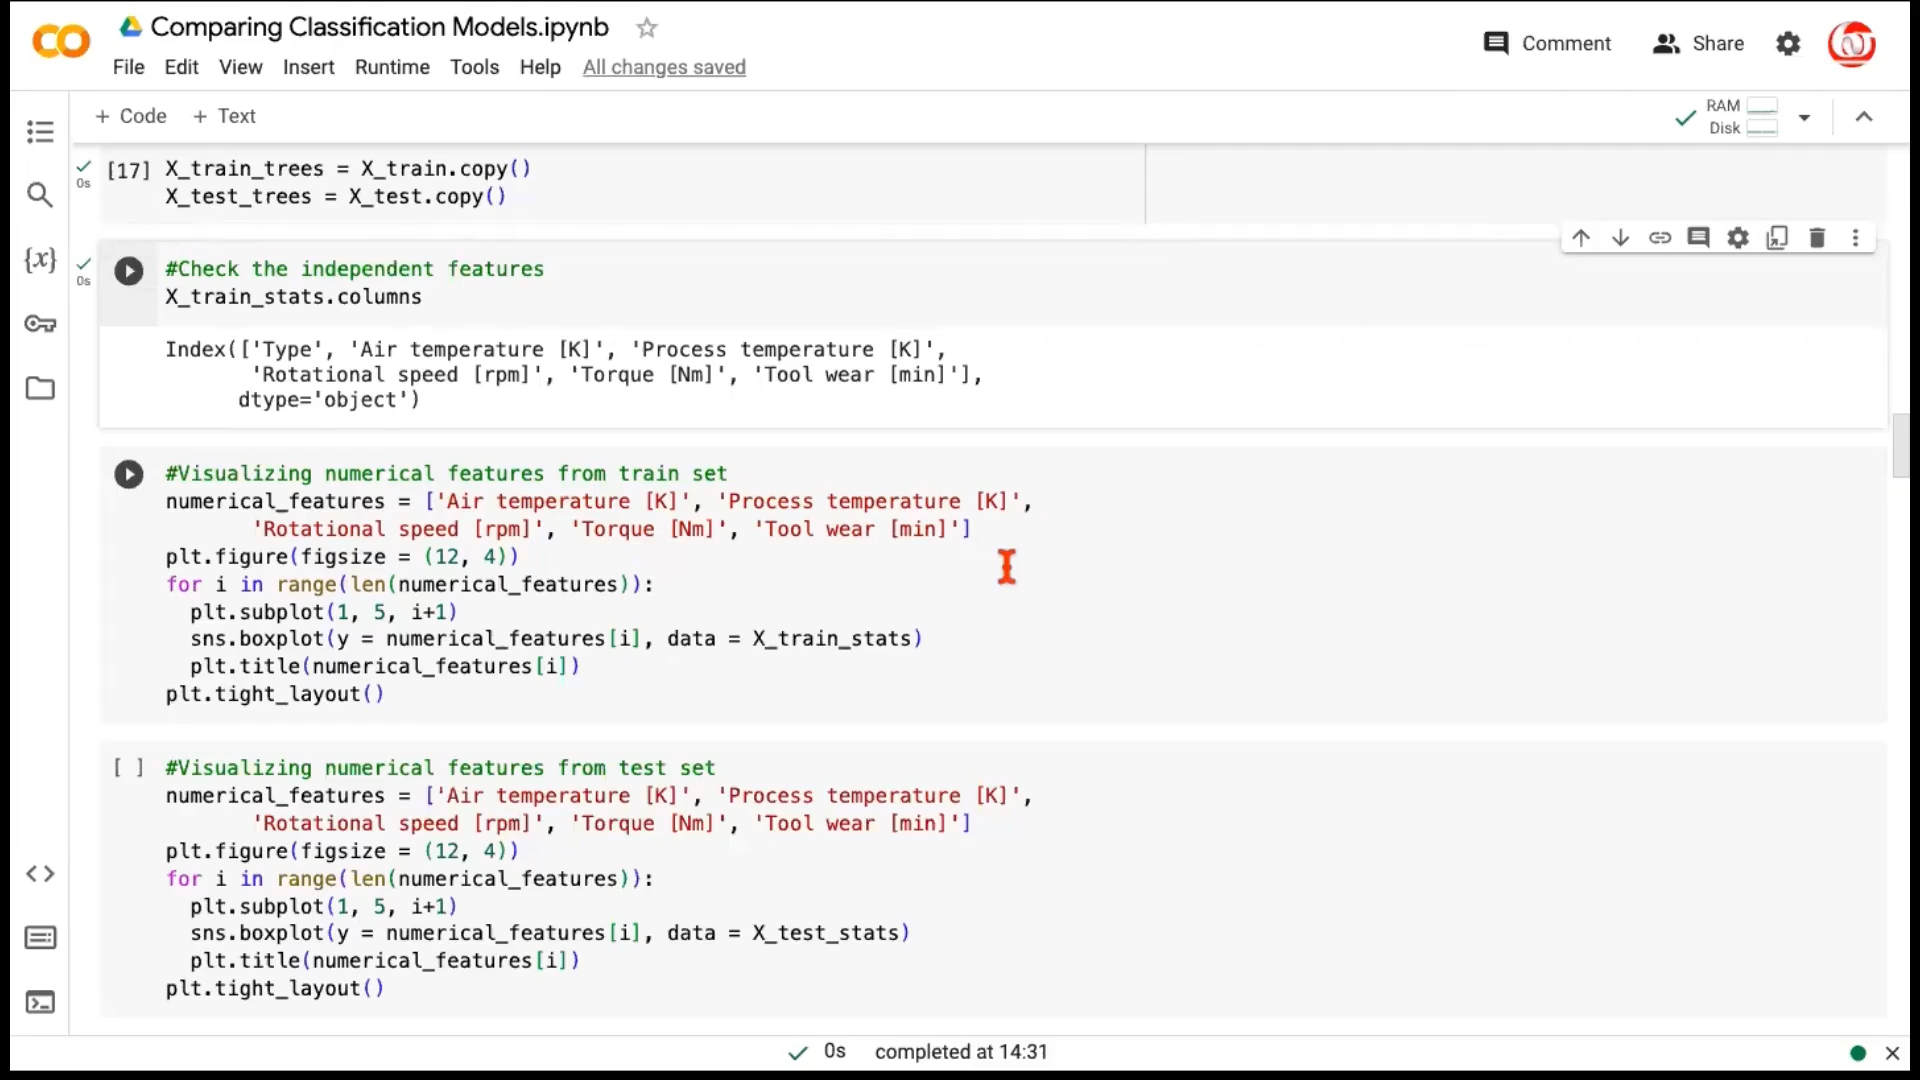 Comparing Classification Models.ipynb
Comment
Share
File Edit View Insert Runtime Tools Help All changes saved
+ Code + Text
RAM
Disk
[17] X_train_trees = X_train.copy()
0s
X_test_trees = X_test.copy()
#Check the independent features
0s
X_train_stats.columns
Index(['Type', 'Air temperature [K]', 'Process temperature [K]',
'Rotational speed [rpm]', 'Torque [Nm]', 'Tool wear [min]'],
dtype='object')
#Visualizing numerical features from train set
numerical_features = ['Air temperature [K]', 'Process temperature [K]',
'Rotational speed [rpm]', 'Torque [Nm]', 'Tool wear [min]']
plt.figure(figsize = (12, 4))
for i in range(len(numerical_features)):
plt.subplot(1, 5, i+1)
sns.boxplot(y = numerical_features[i], data = X_train_stats)
plt.title(numerical_features[i])
plt.tight_layout()
[ ] #Visualizing numerical features from test set
numerical_features = ['Air temperature [K]', 'Process temperature [K]',
'Rotational speed [rpm]', 'Torque [Nm]', 'Tool wear [min]']
plt.figure(figsize = (12, 4))
for i in range(len(numerical_features)):
plt.subplot(1, 5, i+1)
sns.boxplot(y = numerical_features[i], data = X_test_stats)
plt.title(numerical_features[i])
plt.tight_layout()
0s completed at 14:31